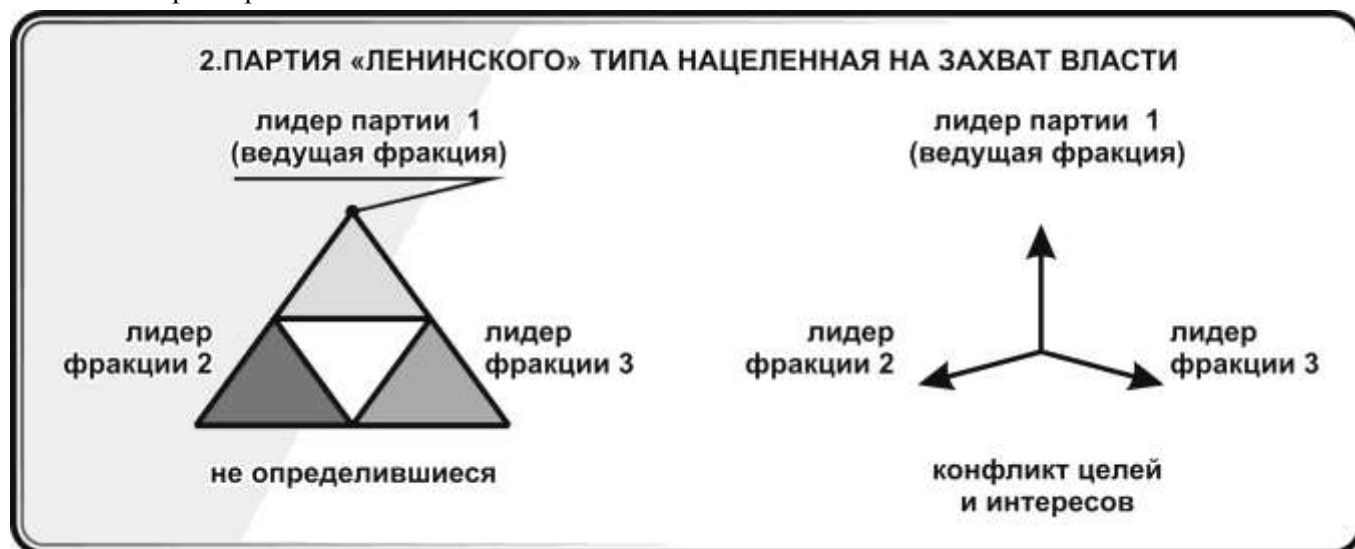 2.ПАРТИЯ «ЛЕНИНСКОГО» ТИПА НАЦЕЛЕННАЯ НА ЗАХВАТ ВЛАСТИ
лидер партии 1
(ведущая фракция)
лидер
фракции 2
лидер
фракции 3
не определившиеся
лидер партии 1
(ведущая фракция)
лидер
фракции 2
лидер
фракции 3
конфликт целей
и интересов